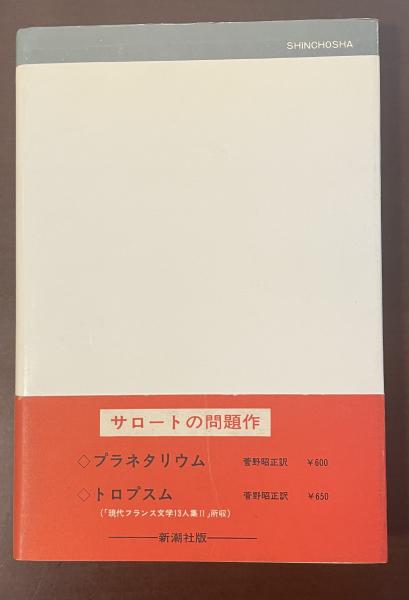 SHINCHOSHA
サロートの問題作
◇プラネタリウム 菅野昭正訳 ¥600
◇トロプスム 菅野昭正訳 ¥650
(「現代フランス文学13人集II」所収)
新潮社版